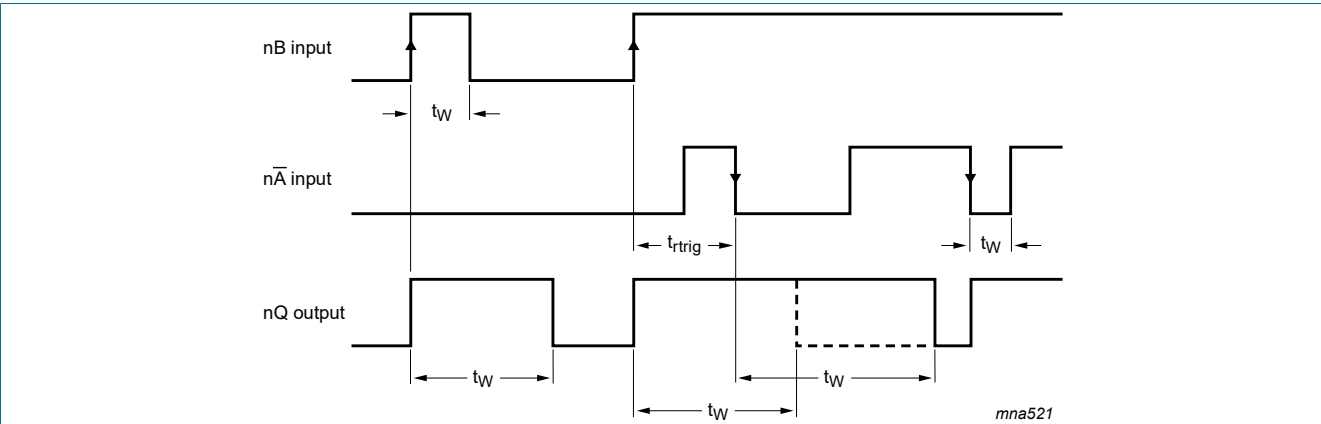 nB input
tW
nA̅ input
trtrig
tW
nQ output
tW
tW
tW
mna521